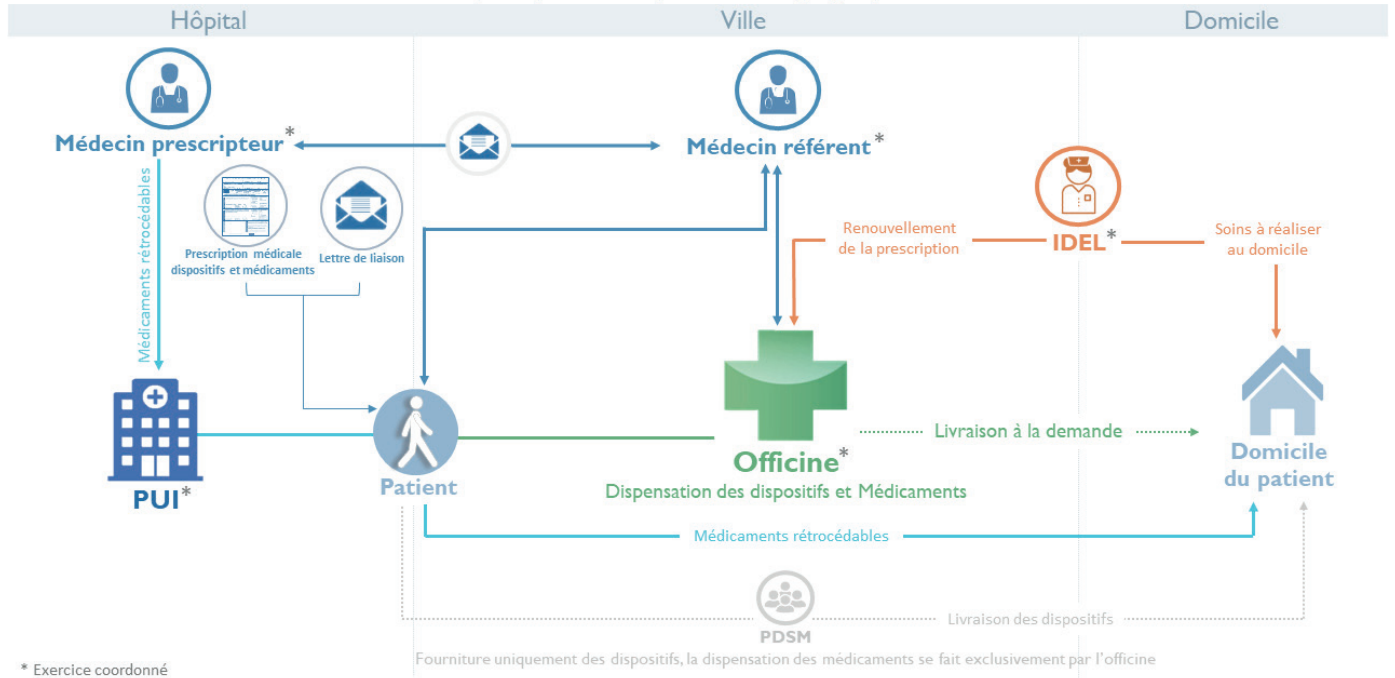 Hôpital
Ville
Domicile
Médecin prescripteur*
Médecin référent*
Médicaments rétrocédables
Prescription médicale
dispositifs et médicaments
Lettre de liaison
Renouvellement
de la prescription
IDEL*
Soins à réaliser
au domicile
PUI*
Patient
Officine*
Dispensation des dispositifs et Médicaments
Livraison à la demande
Domicile
du patient
Médicaments rétrocédables
PDSM
Livraison des dispositifs
Fourniture uniquement des dispositifs, la dispensation des médicaments se fait exclusivement par l'officine
* Exercice coordonné